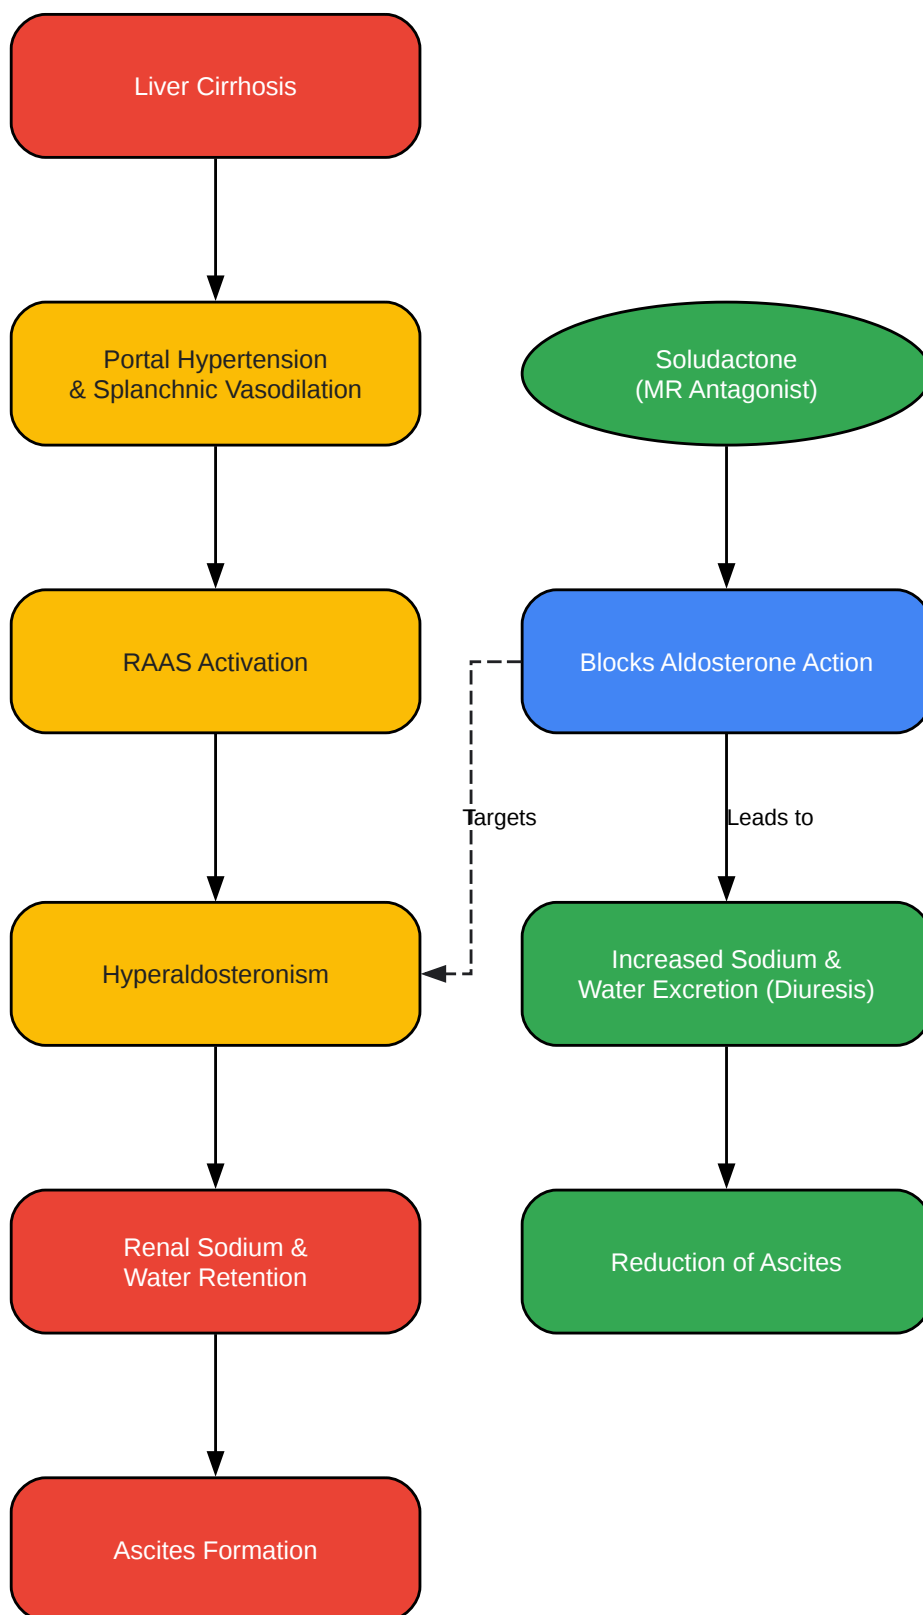 Liver Cirrhosis
Portal Hypertension
& Splanchnic Vasodilation
Soludactone
(MR Antagonist)
RAAS Activation
Blocks Aldosterone Action
Targets
Leads to
Hyperaldosteronism
Increased Sodium &
Water Excretion (Diuresis)
Renal Sodium &
Water Retention
Reduction of Ascites
Ascites Formation